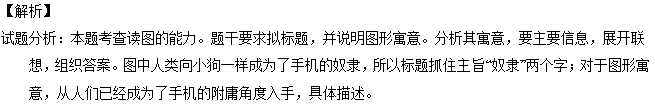 【解析】
试题分析：本题考查读图的能力。题干要求拟标题，并说明图形寓意。分析其寓意，要主要信息，展开联
想，组织答案。图中人类向小狗一样成为了手机的奴隶，所以标题抓住主旨“奴隶”两个字；对于图形寓
意，从人们已经成为了手机的附庸角度入手，具体描述。